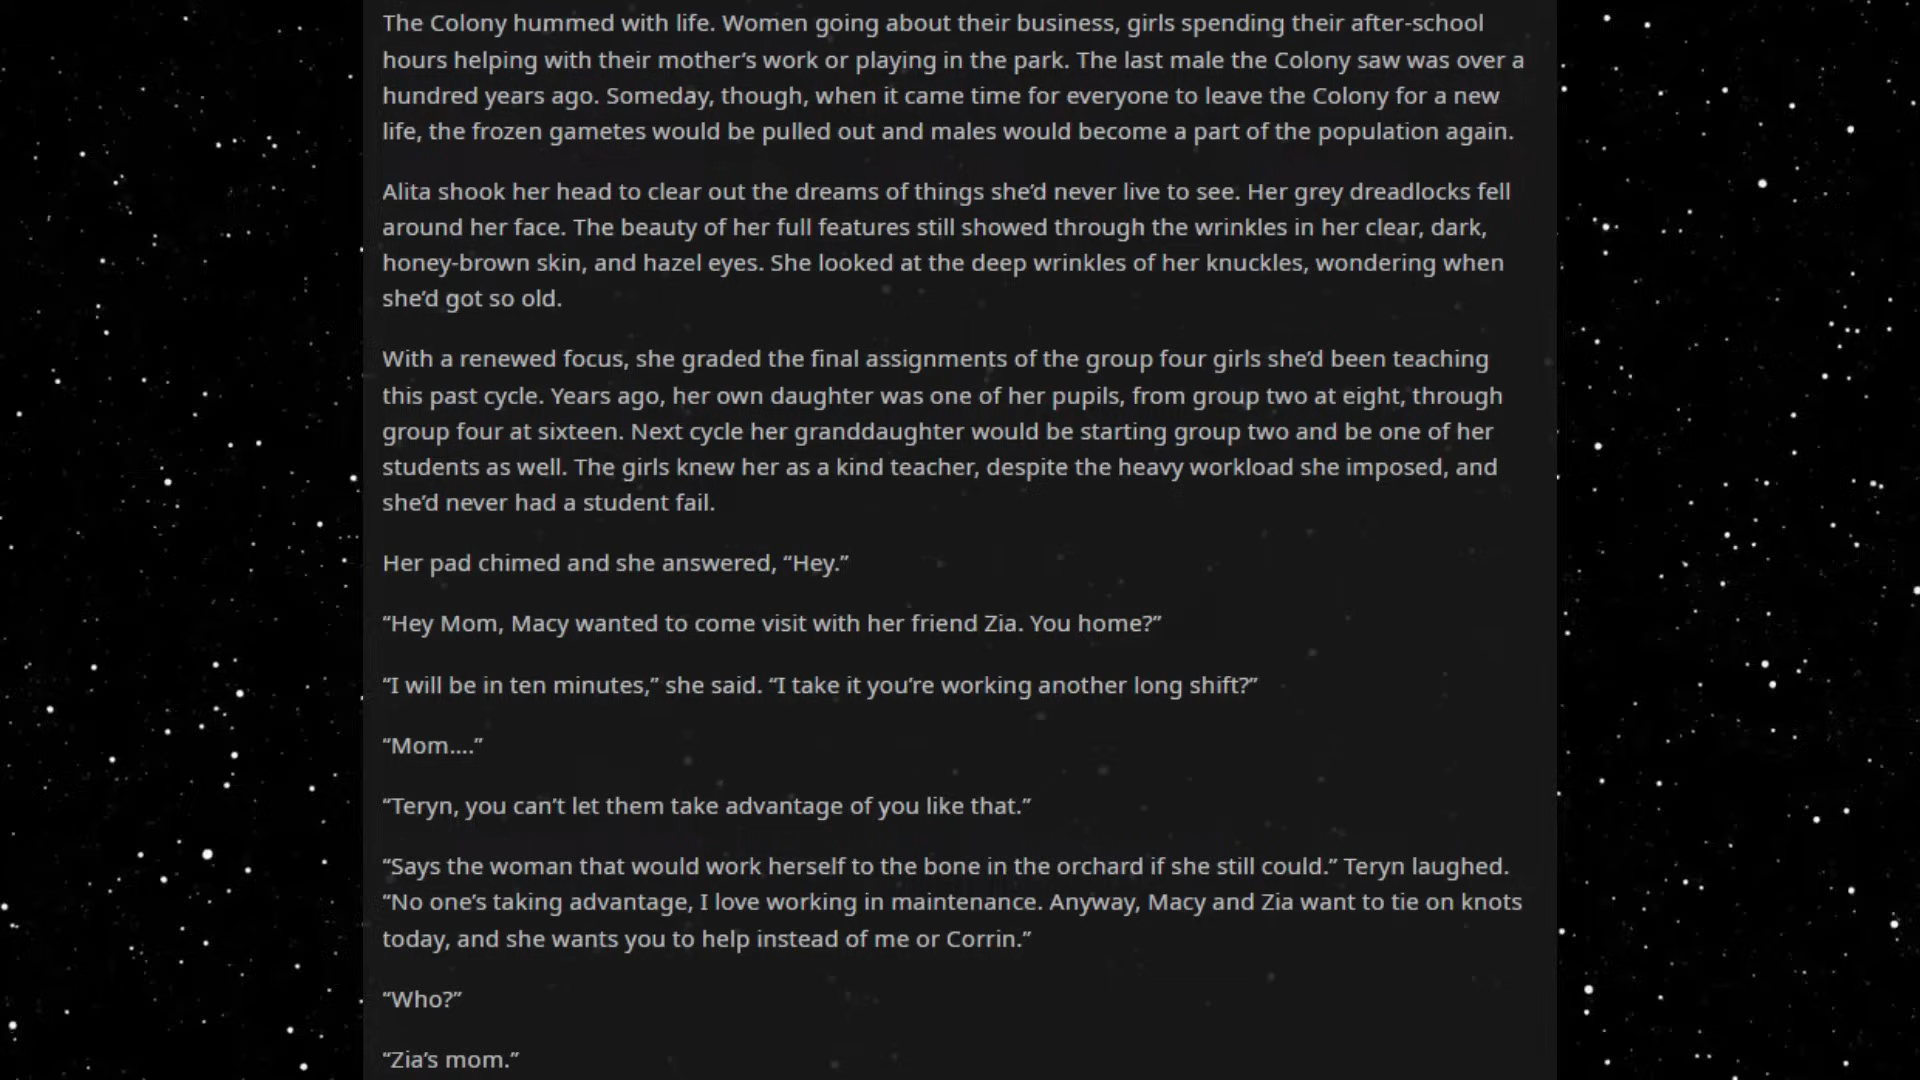 The Colony hummed with life. Women going about their business, girls spending their after-school
hours helping with their mother’s work or playing in the park. The last male the Colony saw was over a
hundred years ago. Someday, though, when it came time for everyone to leave the Colony for a new
life, the frozen gametes would be pulled out and males would become a part of the population again.
Alita shook her head to clear out the dreams of things she’d never live to see. Her grey dreadlocks fell
around her face. The beauty of her full features still showed through the wrinkles in her clear, dark,
honey-brown skin, and hazel eyes. She looked at the deep wrinkles of her knuckles, wondering when
she’d got so old.
With a renewed focus, she graded the final assignments of the group four girls she’d been teaching
this past cycle. Years ago, her own daughter was one of her pupils, from group two at eight, through
group four at sixteen. Next cycle her granddaughter would be starting group two and be one of her
students as well. The girls knew her as a kind teacher, despite the heavy workload she imposed, and
she’d never had a student fail.
Her pad chimed and she answered, “Hey.”
“Hey Mom, Macy wanted to come visit with her friend Zia. You home?”
“I will be in ten minutes,” she said. “I take it you’re working another long shift?”
“Mom....”
“Teryn, you can’t let them take advantage of you like that.”
“Says the woman that would work herself to the bone in the orchard if she still could.” Teryn laughed.
“No one’s taking advantage, I love working in maintenance. Anyway, Macy and Zia want to tie on knots
today, and she wants you to help instead of me or Corrin.”
“Who?”
“Zia’s mom.”